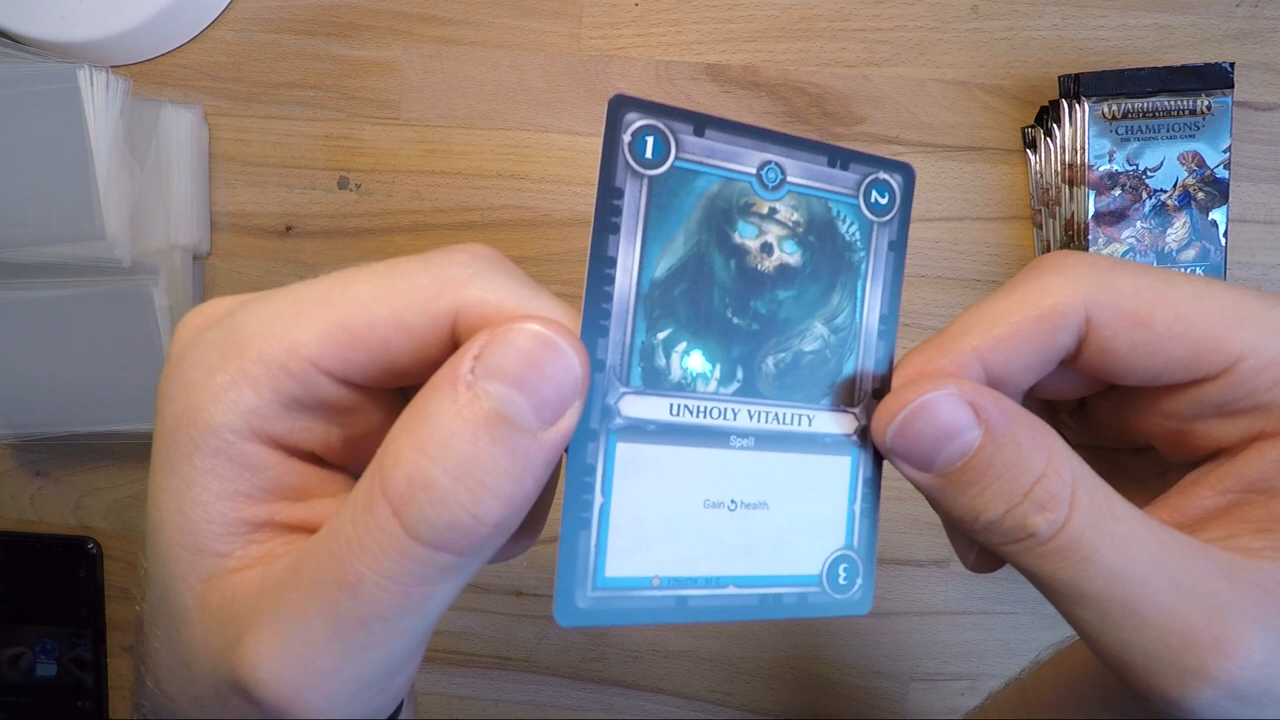 1
2
UNHOLY VITALITY
Spell
Gain health.
3
WARHAMMER
AGE OF SIGMAR
CHAMPIONS
THE TRADING CARD GAME